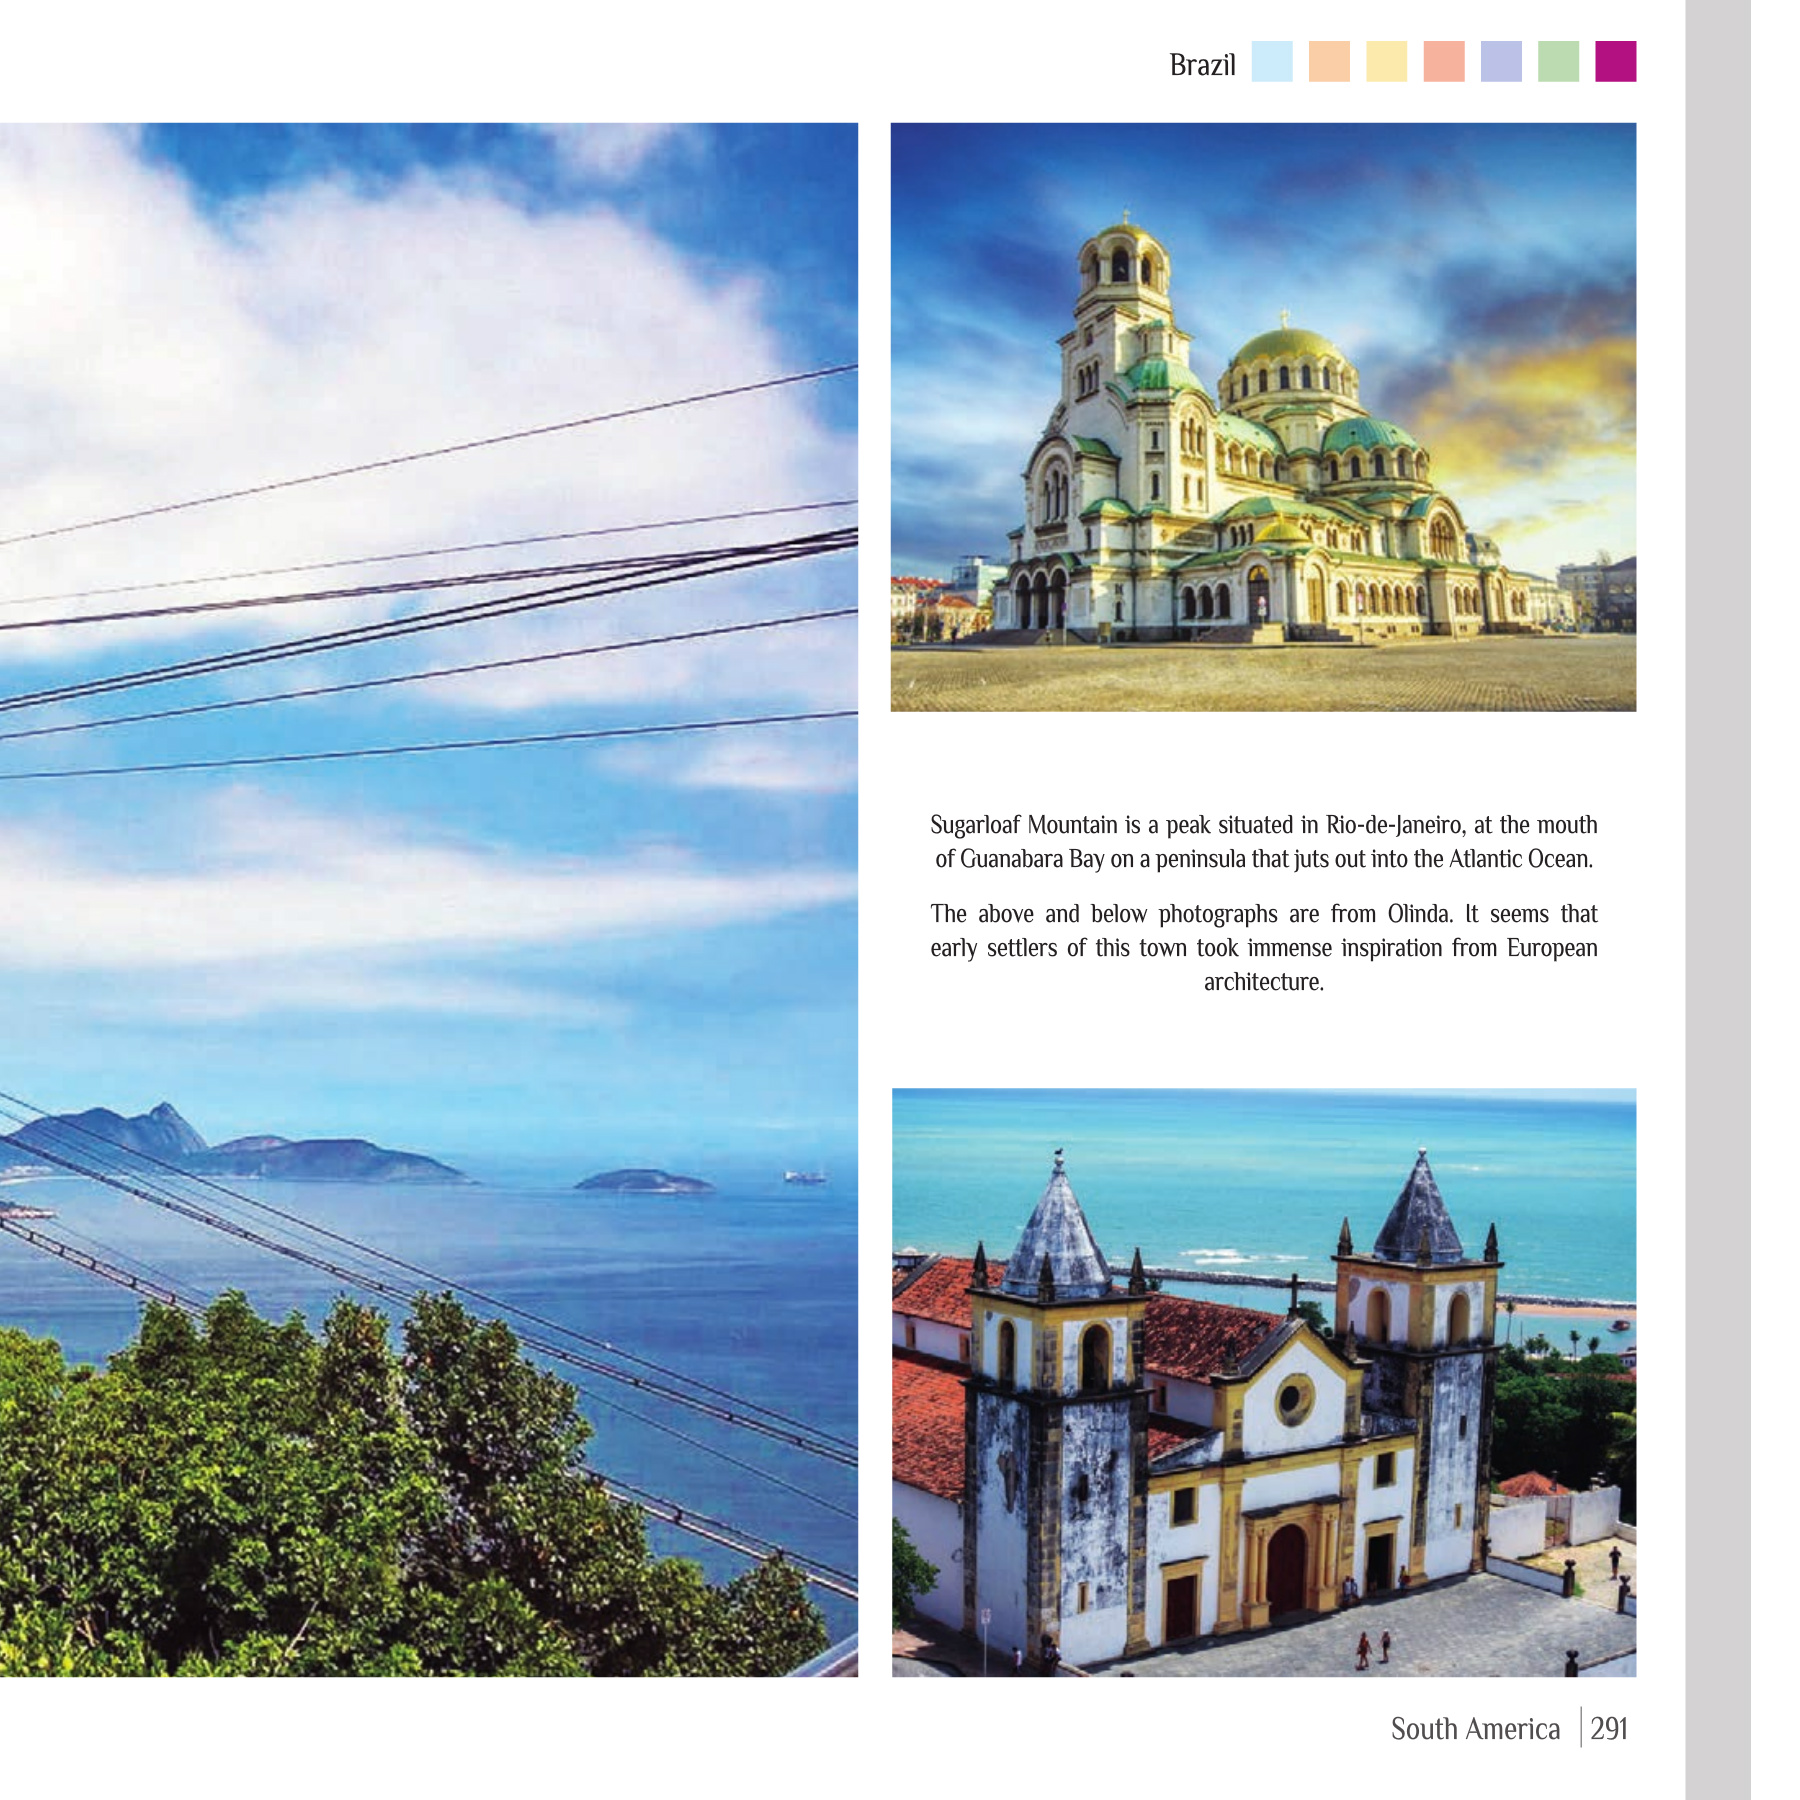 Brazil
Sugarloaf Mountain is a peak situated in Rio-de-Janeiro, at the mouth
of Guanabara Bay on a peninsula that juts out into the Atlantic Ocean.
The above and below photographs are from Olinda. It seems that
early settlers of this town took immense inspiration from European
architecture.
South America 291